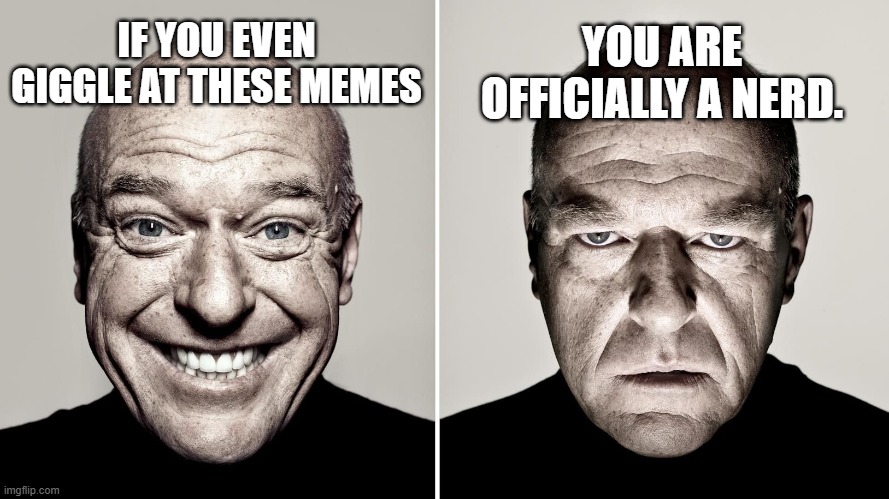 IF YOU EVEN
GIGGLE AT THESE MEMES
YOU ARE
OFFICIALLY A NERD.
imgflip.com